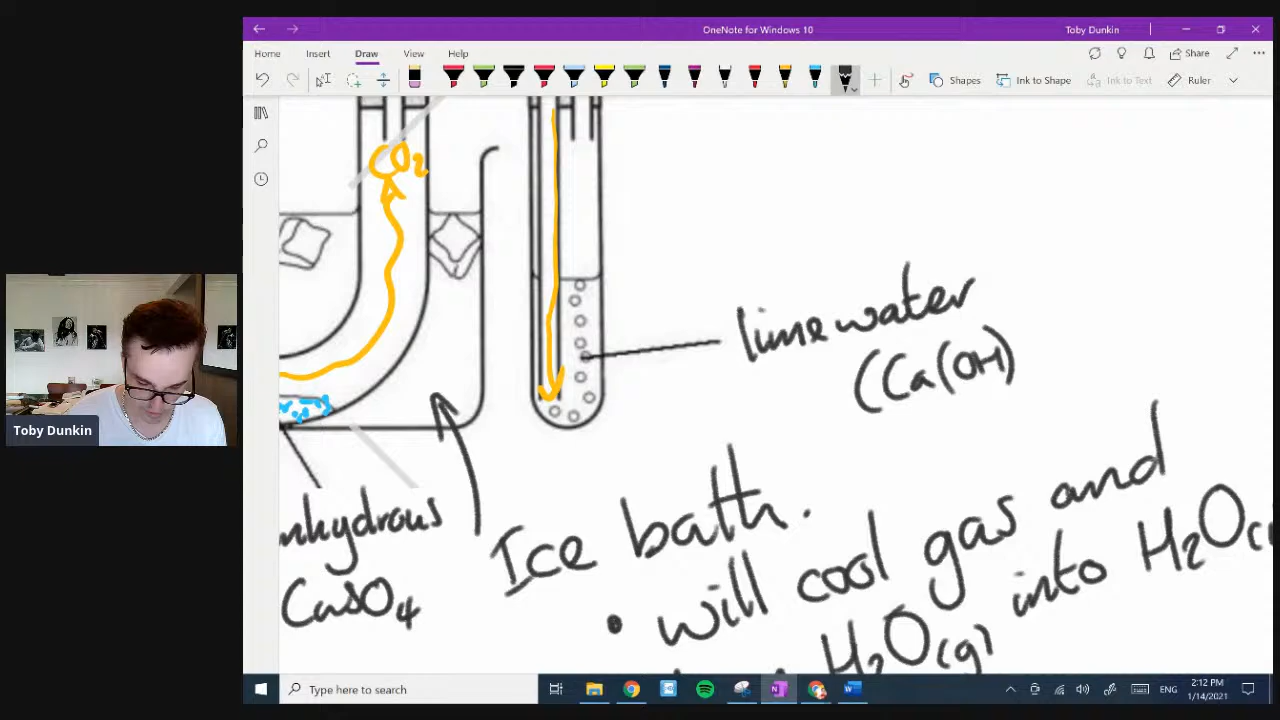 OneNote for Windows 10
Toby Dunkin
Home Insert Draw View Help
Share
Shapes
Ink to Shape
Ink to Text
Ruler
CO2
limewater
(Ca(OH)
Toby Dunkin
nhydrous
CuSO4
Ice bath.
• will cool gas and
H2O(g) into H2O(
Type here to search
ENG
2:12 PM
1/14/2021